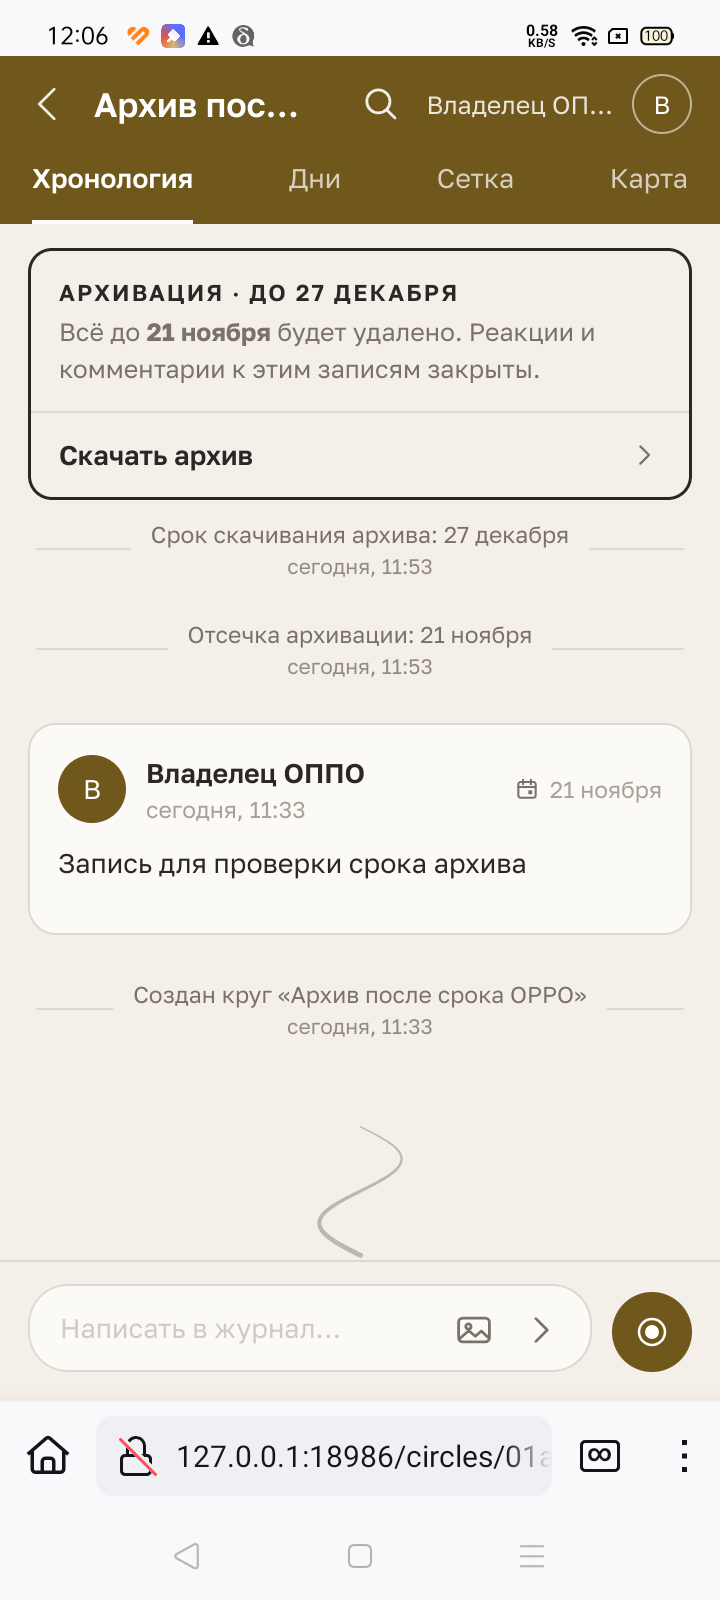 12:06
0.58
KB/S
100
Архив пос...
Владелец ОП...
В
Хронология
Дни
Сетка
Карта
АРХИВАЦИЯ · ДО 27 ДЕКАБРЯ
Всё до 21 ноября будет удалено. Реакции и
комментарии к этим записям закрыты.
Скачать архив
Срок скачивания архива: 27 декабря
сегодня, 11:53
Отсечка архивации: 21 ноября
сегодня, 11:53
В
Владелец ОППО
сегодня, 11:33
21 ноября
Запись для проверки срока архива
Создан круг «Архив после срока OPPO»
сегодня, 11:33
Написать в журнал...
127.0.0.1:18986/circles/01a